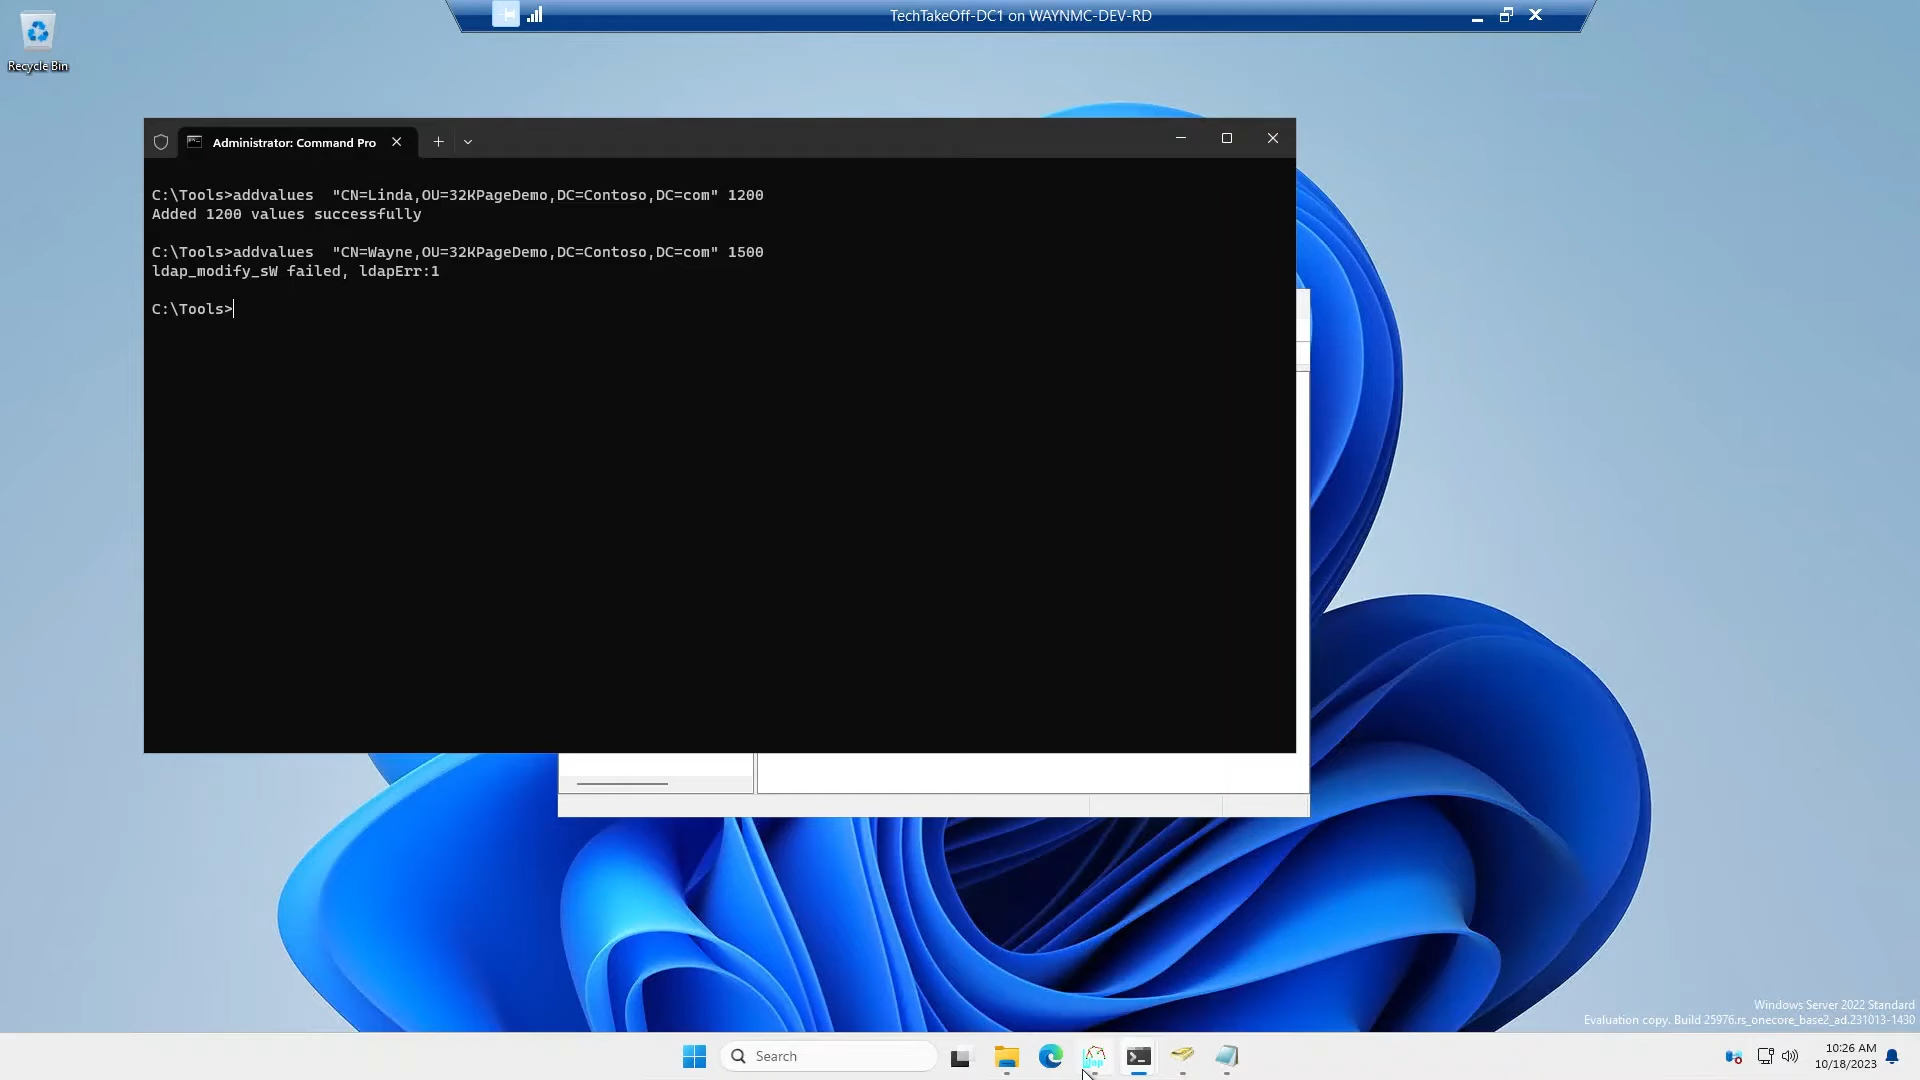 TechTakeOff-DC1 on WAYNMC-DEV-RD
Recycle Bin
Administrator: Command Pro
C:\Tools>addvalues  "CN=Linda,OU=32KPageDemo,DC=Contoso,DC=com" 1200
Added 1200 values successfully
C:\Tools>addvalues  "CN=Wayne,OU=32KPageDemo,DC=Contoso,DC=com" 1500
ldap_modify_sW failed, ldapErr:1
C:\Tools>
Windows Server 2022 Standard
Evaluation copy. Build 25976.rs_onecore_base2_ad.231013-1430
Search
ldp
10:26 AM
10/18/2023